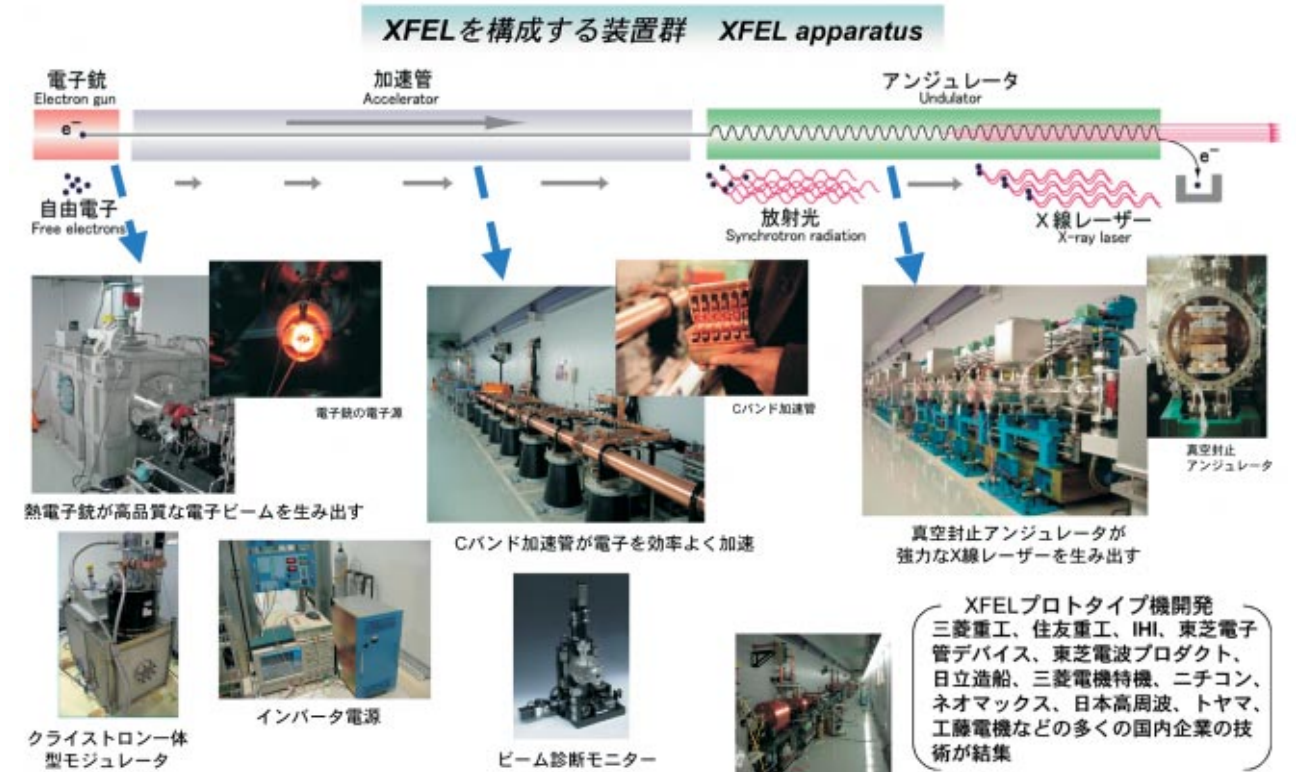 XFELを構成する装置群 XFEL apparatus
電子銃
Electron gun
加速管
Accelerator
アンジュレータ
Undulator
e−
e−
自由電子
Free electrons
放射光
Synchrotron radiation
X線レーザー
X-ray laser
電子銃の電子源
Cバンド加速管
真空封止
アンジュレータ
熱電子銃が高品質な電子ビームを生み出す
Cバンド加速管が電子を効率よく加速
真空封止アンジュレータが
強力なX線レーザーを生み出す
クライストロン一体
型モジュレータ
インバータ電源
ビーム診断モニター
XFELプロトタイプ機開発
三菱重工、住友重工、IHI、東芝電子
管デバイス、東芝電波プロダクト、
日立造船、三菱電機特機、ニチコン、
ネオマックス、日本高周波、トヤマ、
工藤電機などの多くの国内企業の技
術が結集